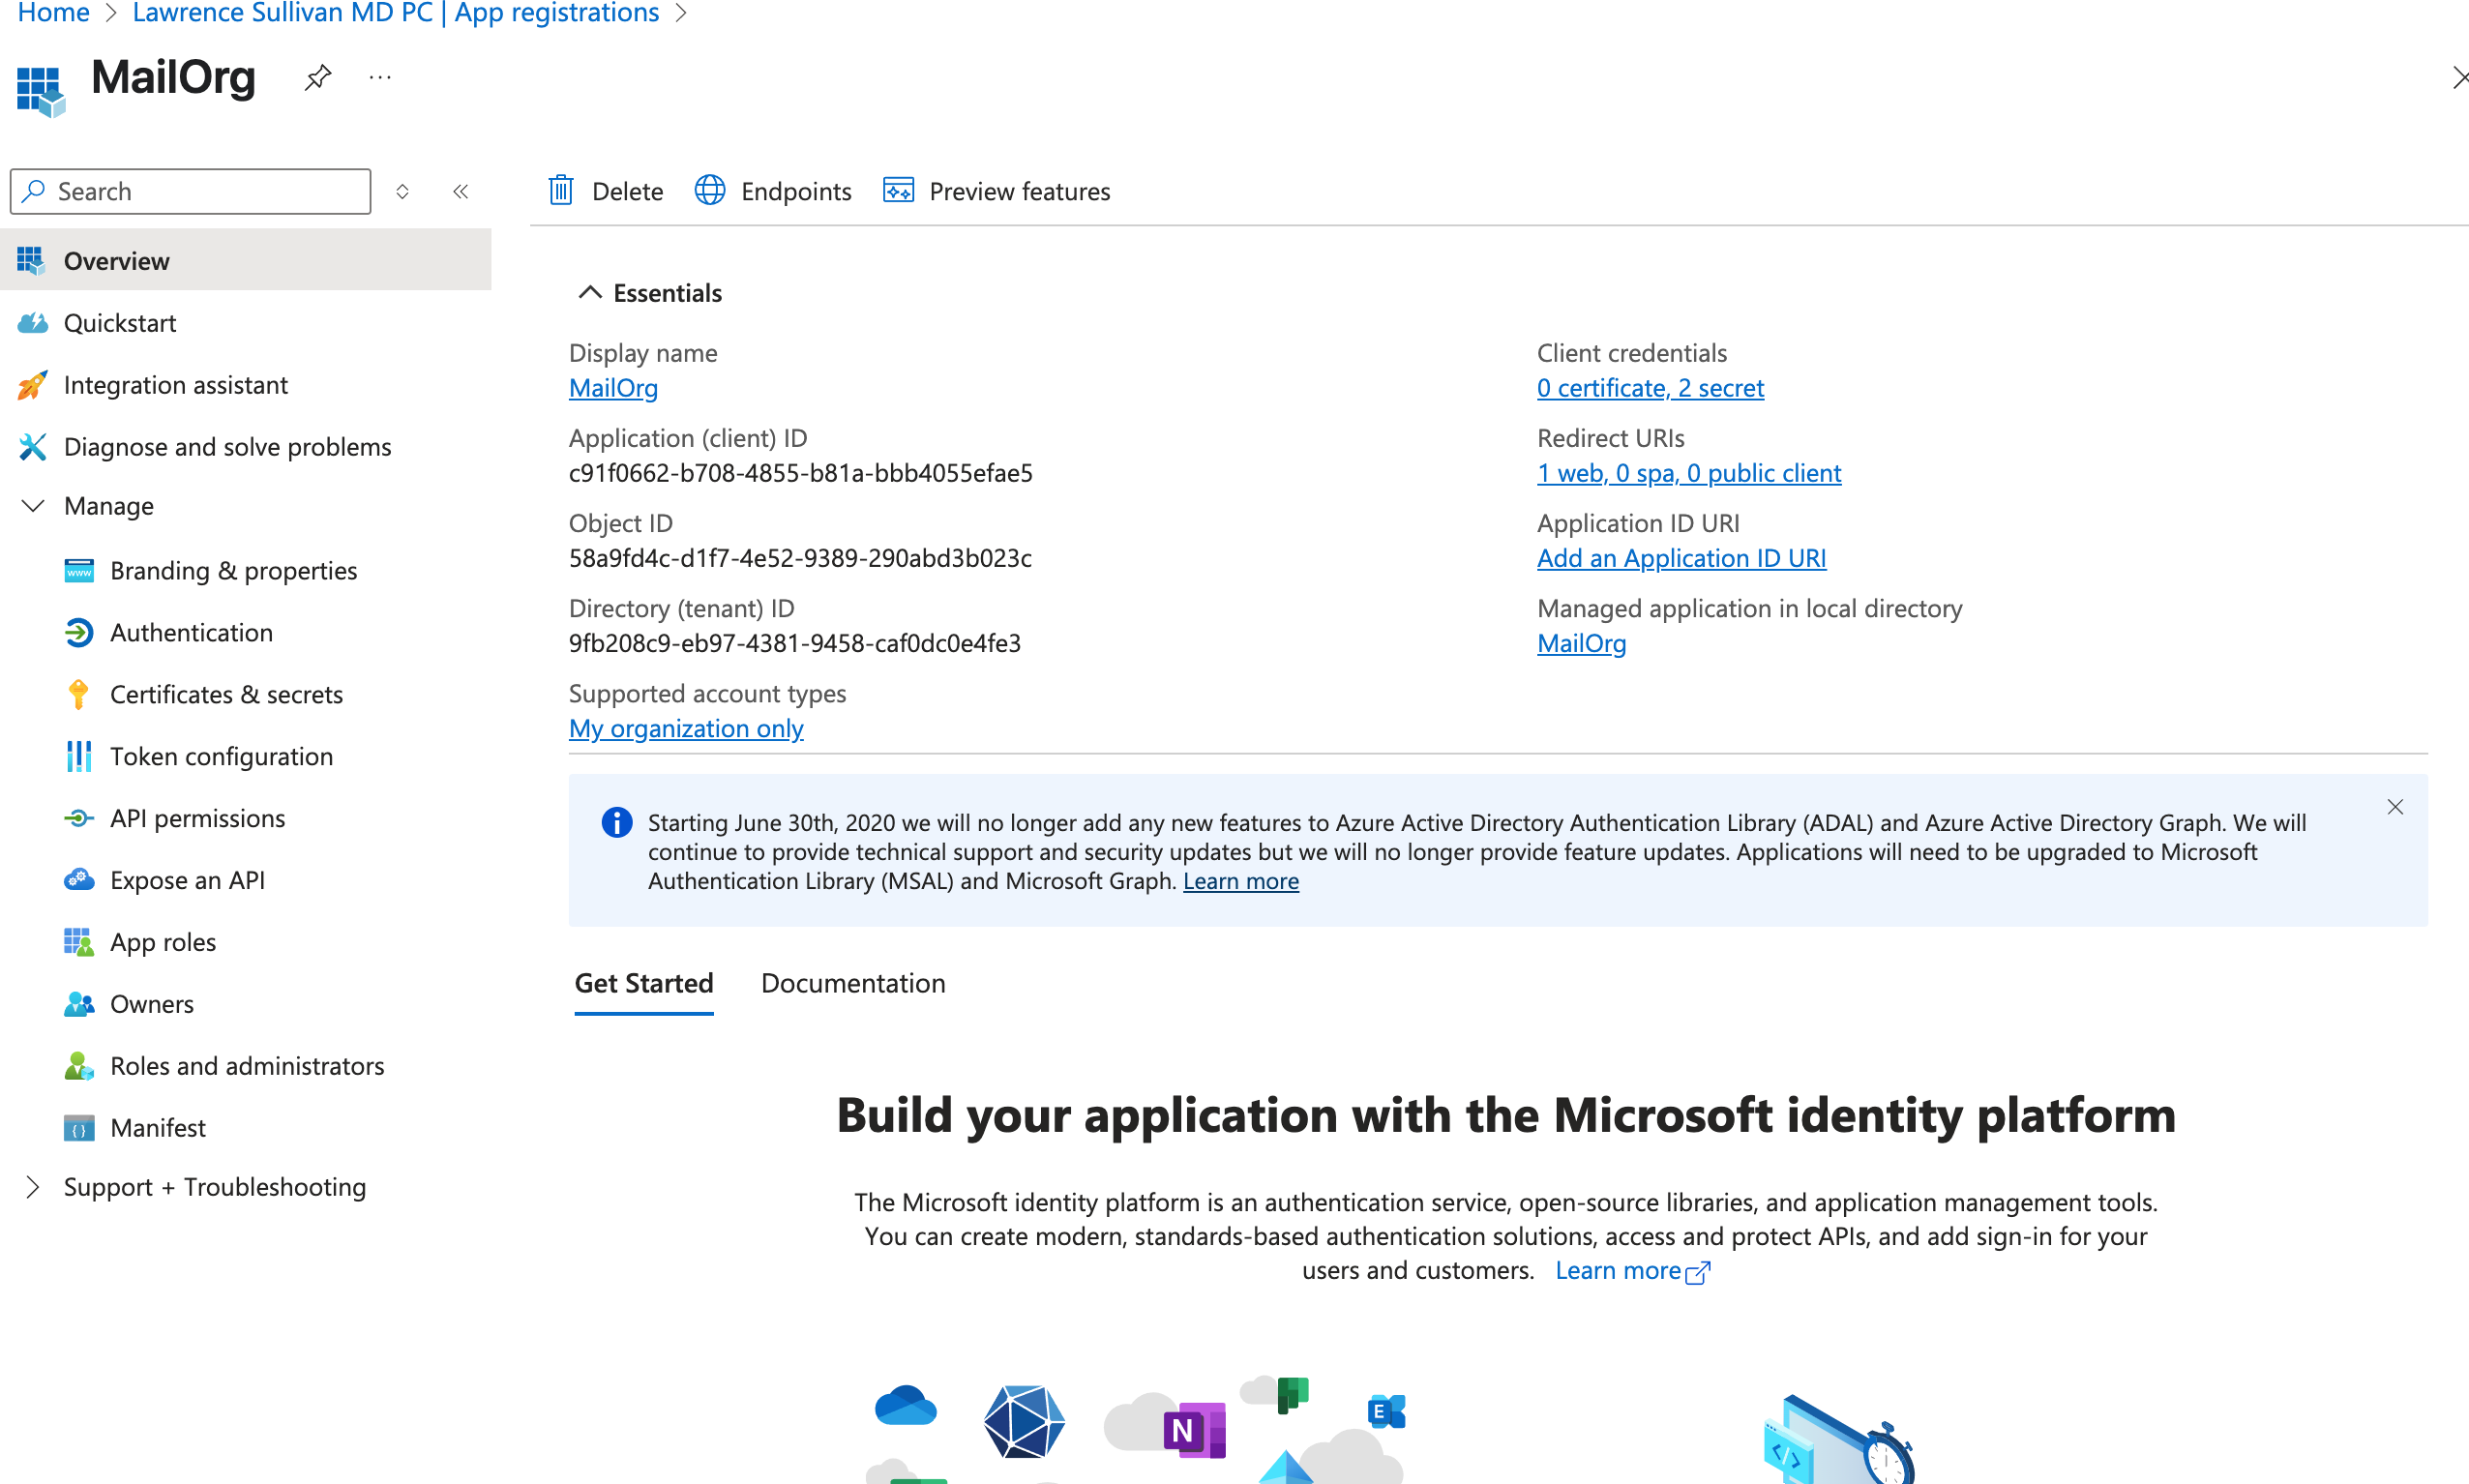 Home > Lawrence Sullivan MD PC | App registrations >
MailOrg
...
Search
Overview
Quickstart
Integration assistant
Diagnose and solve problems
Manage
Branding & properties
Authentication
Certificates & secrets
Token configuration
API permissions
Expose an API
App roles
Owners
Roles and administrators
Manifest
Support + Troubleshooting
Delete
Endpoints
Preview features
Essentials
Display name
MailOrg
Application (client) ID
c91f0662-b708-4855-b81a-bbb4055efae5
Object ID
58a9fd4c-d1f7-4e52-9389-290abd3b023c
Directory (tenant) ID
9fb208c9-eb97-4381-9458-caf0dc0e4fe3
Supported account types
My organization only
Client credentials
0 certificate, 2 secret
Redirect URIs
1 web, 0 spa, 0 public client
Application ID URI
Add an Application ID URI
Managed application in local directory
MailOrg
Starting June 30th, 2020 we will no longer add any new features to Azure Active Directory Authentication Library (ADAL) and Azure Active Directory Graph. We will
continue to provide technical support and security updates but we will no longer provide feature updates. Applications will need to be upgraded to Microsoft
Authentication Library (MSAL) and Microsoft Graph. Learn more
Get Started
Documentation
Build your application with the Microsoft identity platform
The Microsoft identity platform is an authentication service, open-source libraries, and application management tools.
You can create modern, standards-based authentication solutions, access and protect APIs, and add sign-in for your
users and customers. Learn more
N
E